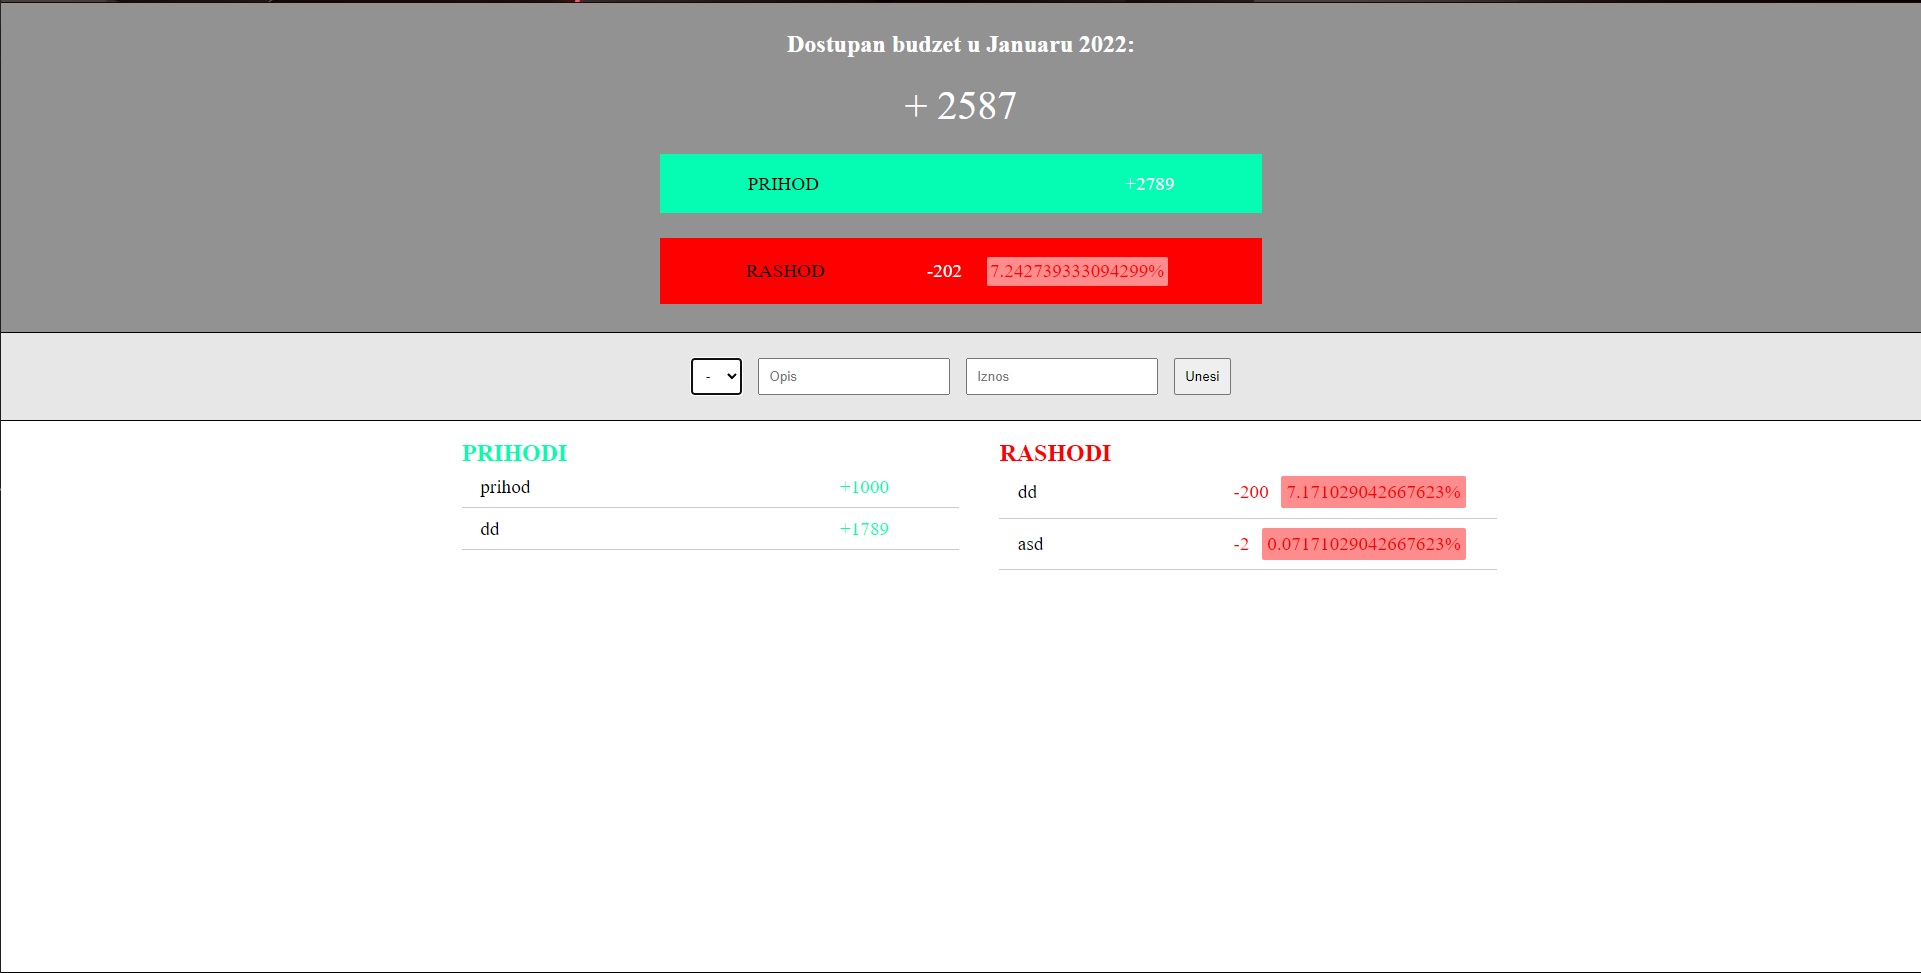 Dostupan budzet u Januaru 2022:
+ 2587
PRIHOD +2789
RASHOD -202 7.242739333094299%
- Opis Iznos Unesi
PRIHODI
prihod +1000
dd +1789
RASHODI
dd -200 7.171029042667623%
asd -2 0.07171029042667623%